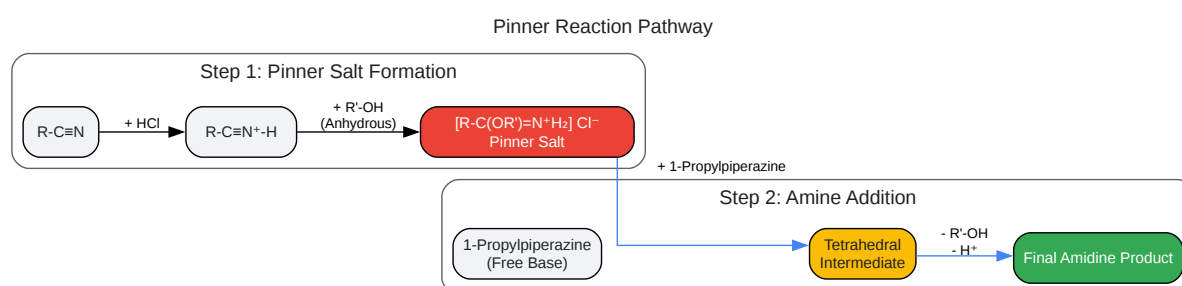 Pinner Reaction Pathway
Step 1: Pinner Salt Formation
R-C≡N
+ HCl
R-C≡N⁺-H
+ R'-OH
(Anhydrous)
[R-C(OR')=N⁺H₂] Cl⁻
Pinner Salt
+ 1-Propylpiperazine
Step 2: Amine Addition
1-Propylpiperazine
(Free Base)
Tetrahedral
Intermediate
- R'-OH
- H⁺
Final Amidine Product